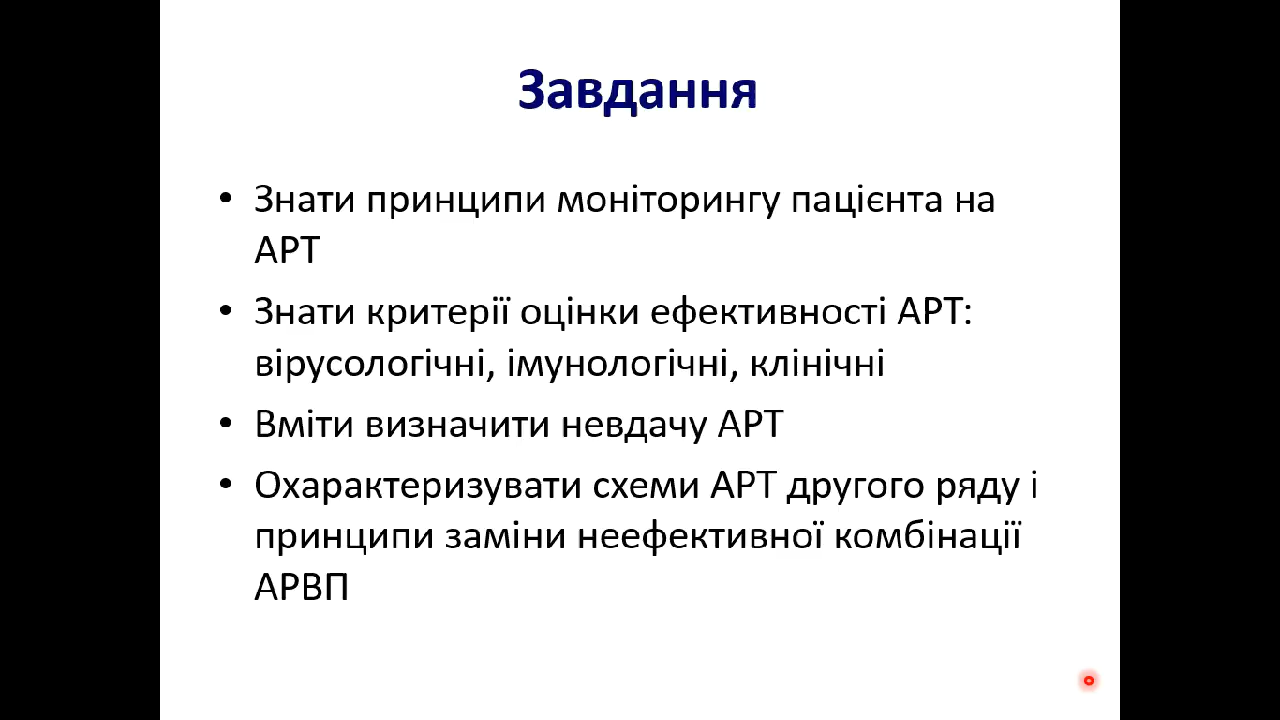 Завдання
• Знати принципи моніторингу пацієнта на
АРТ
• Знати критерії оцінки ефективності АРТ:
вірусологічні, імунологічні, клінічні
• Вміти визначити невдачу АРТ
• Охарактеризувати схеми АРТ другого ряду і
принципи заміни неефективної комбінації
АРВП